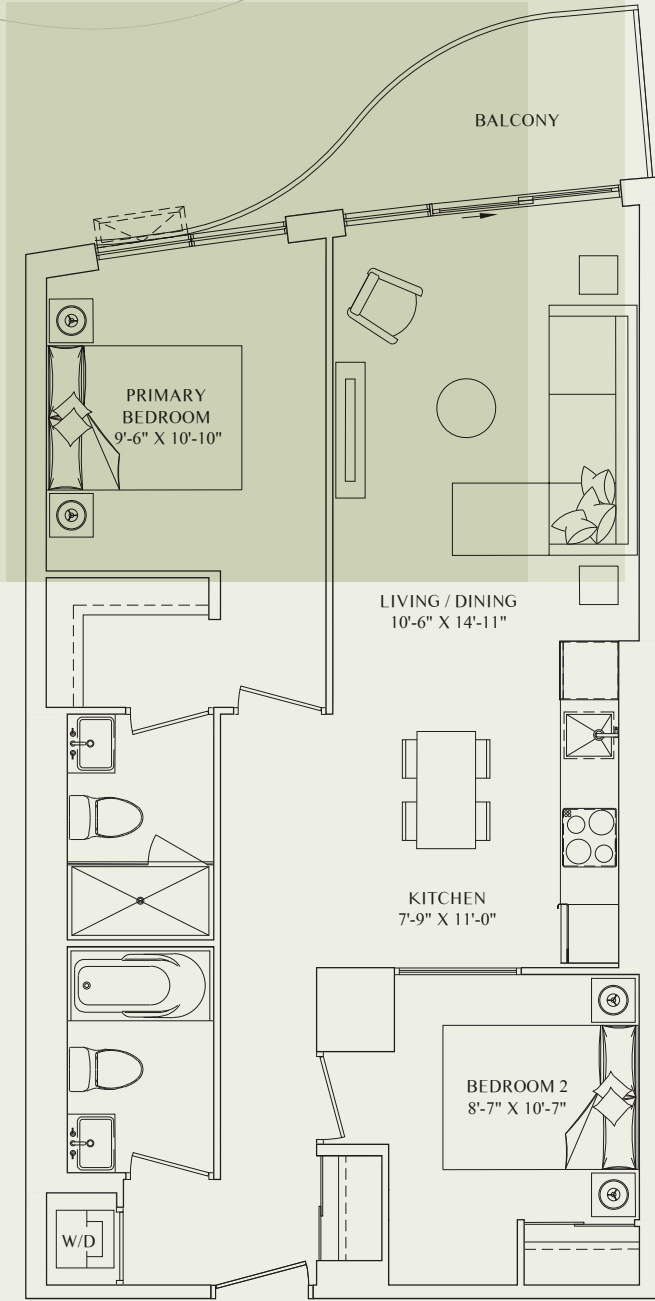 BALCONY
PRIMARY
BEDROOM
9'-6" X 10'-10"
LIVING / DINING
10'-6" X 14'-11"
KITCHEN
7'-9" X 11'-0"
BEDROOM 2
8'-7" X 10'-7"
W/D